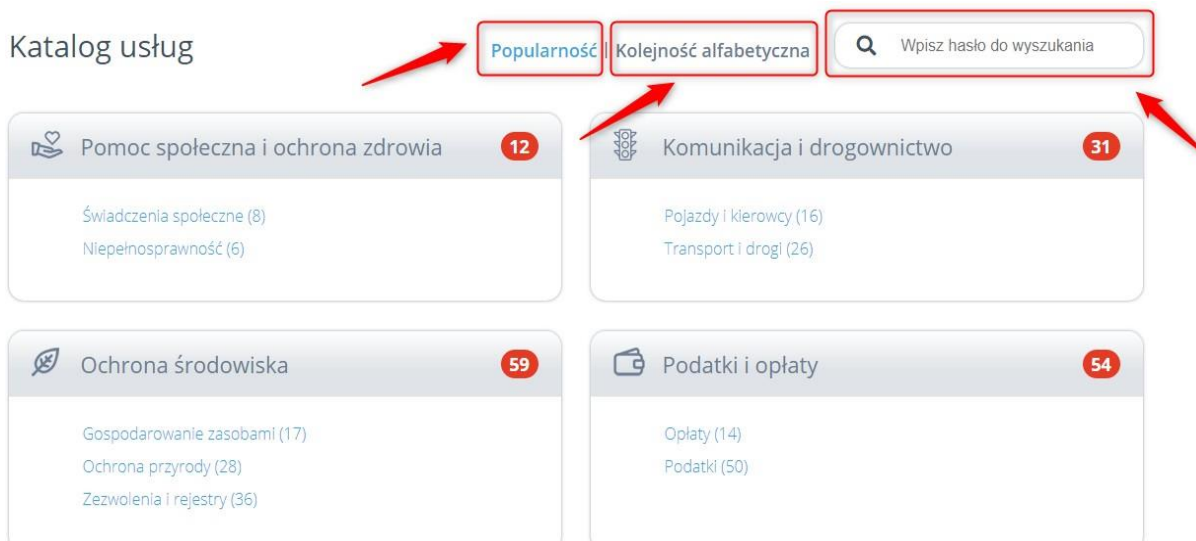 Katalog usług
Popularność | Kolejność alfabetyczna
Wpisz hasło do wyszukania
Pomoc społeczna i ochrona zdrowia 12
Świadczenia społeczne (8)
Niepełnosprawność (6)
Komunikacja i drogownictwo 31
Pojazdy i kierowcy (16)
Transport i drogi (26)
Ochrona środowiska 59
Gospodarowanie zasobami (17)
Ochrona przyrody (28)
Zezwolenia i rejestry (36)
Podatki i opłaty 54
Opłaty (14)
Podatki (50)